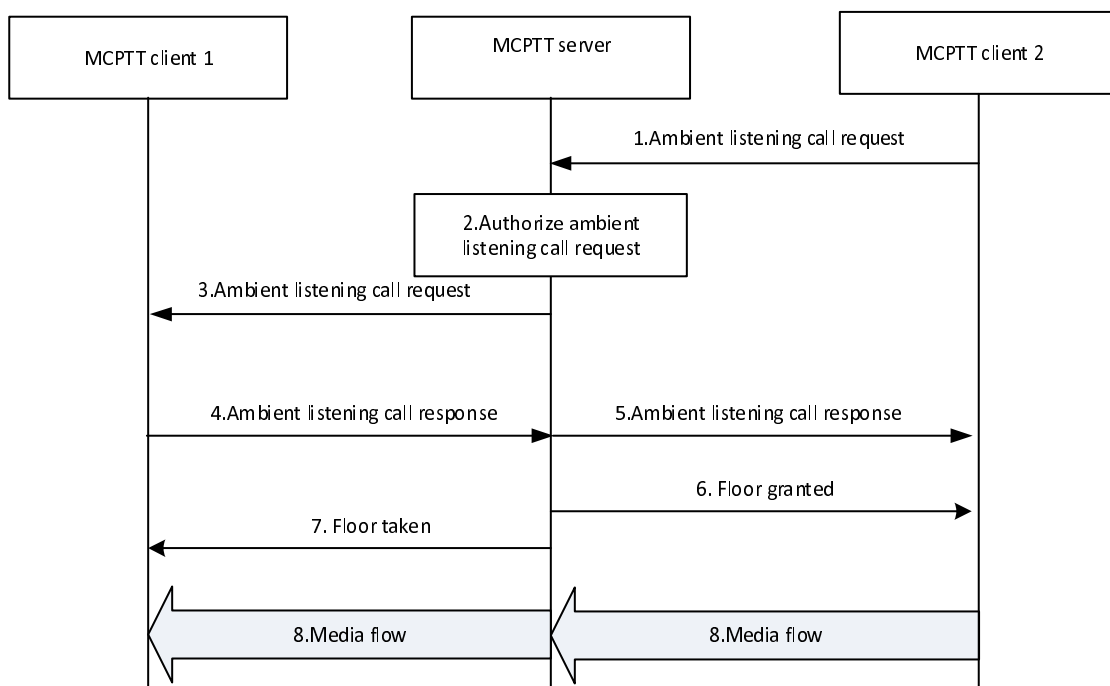 MCPTT client 1
MCPTT server
MCPTT client 2
1.Ambient listening call request
2.Authorize ambient
listening call request
3.Ambient listening call request
4.Ambient listening call response
5.Ambient listening call response
6. Floor granted
7. Floor taken
8.Media flow
8.Media flow